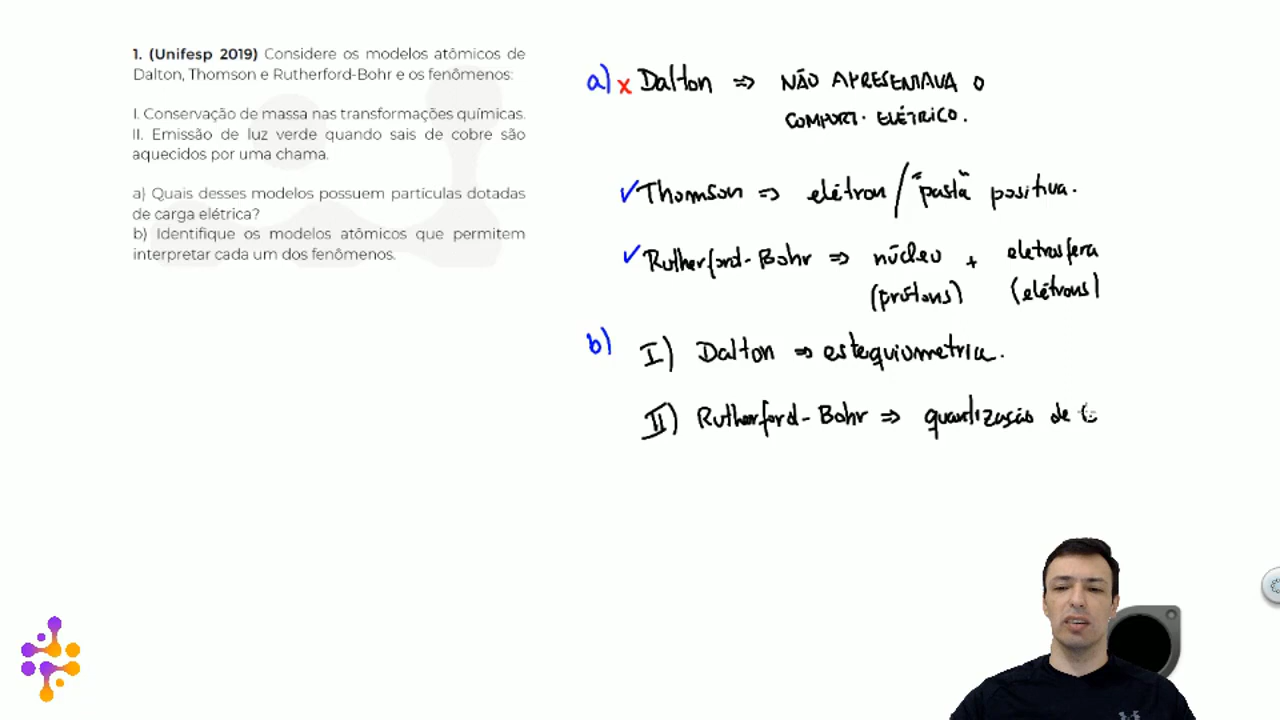 1. (Unifesp 2019) Considere os modelos atômicos de
Dalton, Thomson e Rutherford-Bohr e os fenômenos:
I. Conservação de massa nas transformações químicas.
II. Emissão de luz verde quando sais de cobre são
aquecidos por uma chama.
a) Quais desses modelos possuem partículas dotadas
de carga elétrica?
b) Identifique os modelos atômicos que permitem
interpretar cada um dos fenômenos.
a) x Dalton ⇒ NÃO APRESENTAVA O
COMPORT. ELÉTRICO.
✓Thomson ⇒ elétron / "pasta" positiva.
✓Rutherford-Bohr ⇒ núcleo + eletrosfera
(prótons) (elétrons)
b) I) Dalton ⇒ estequiometria.
II) Rutherford-Bohr ⇒ quantização de